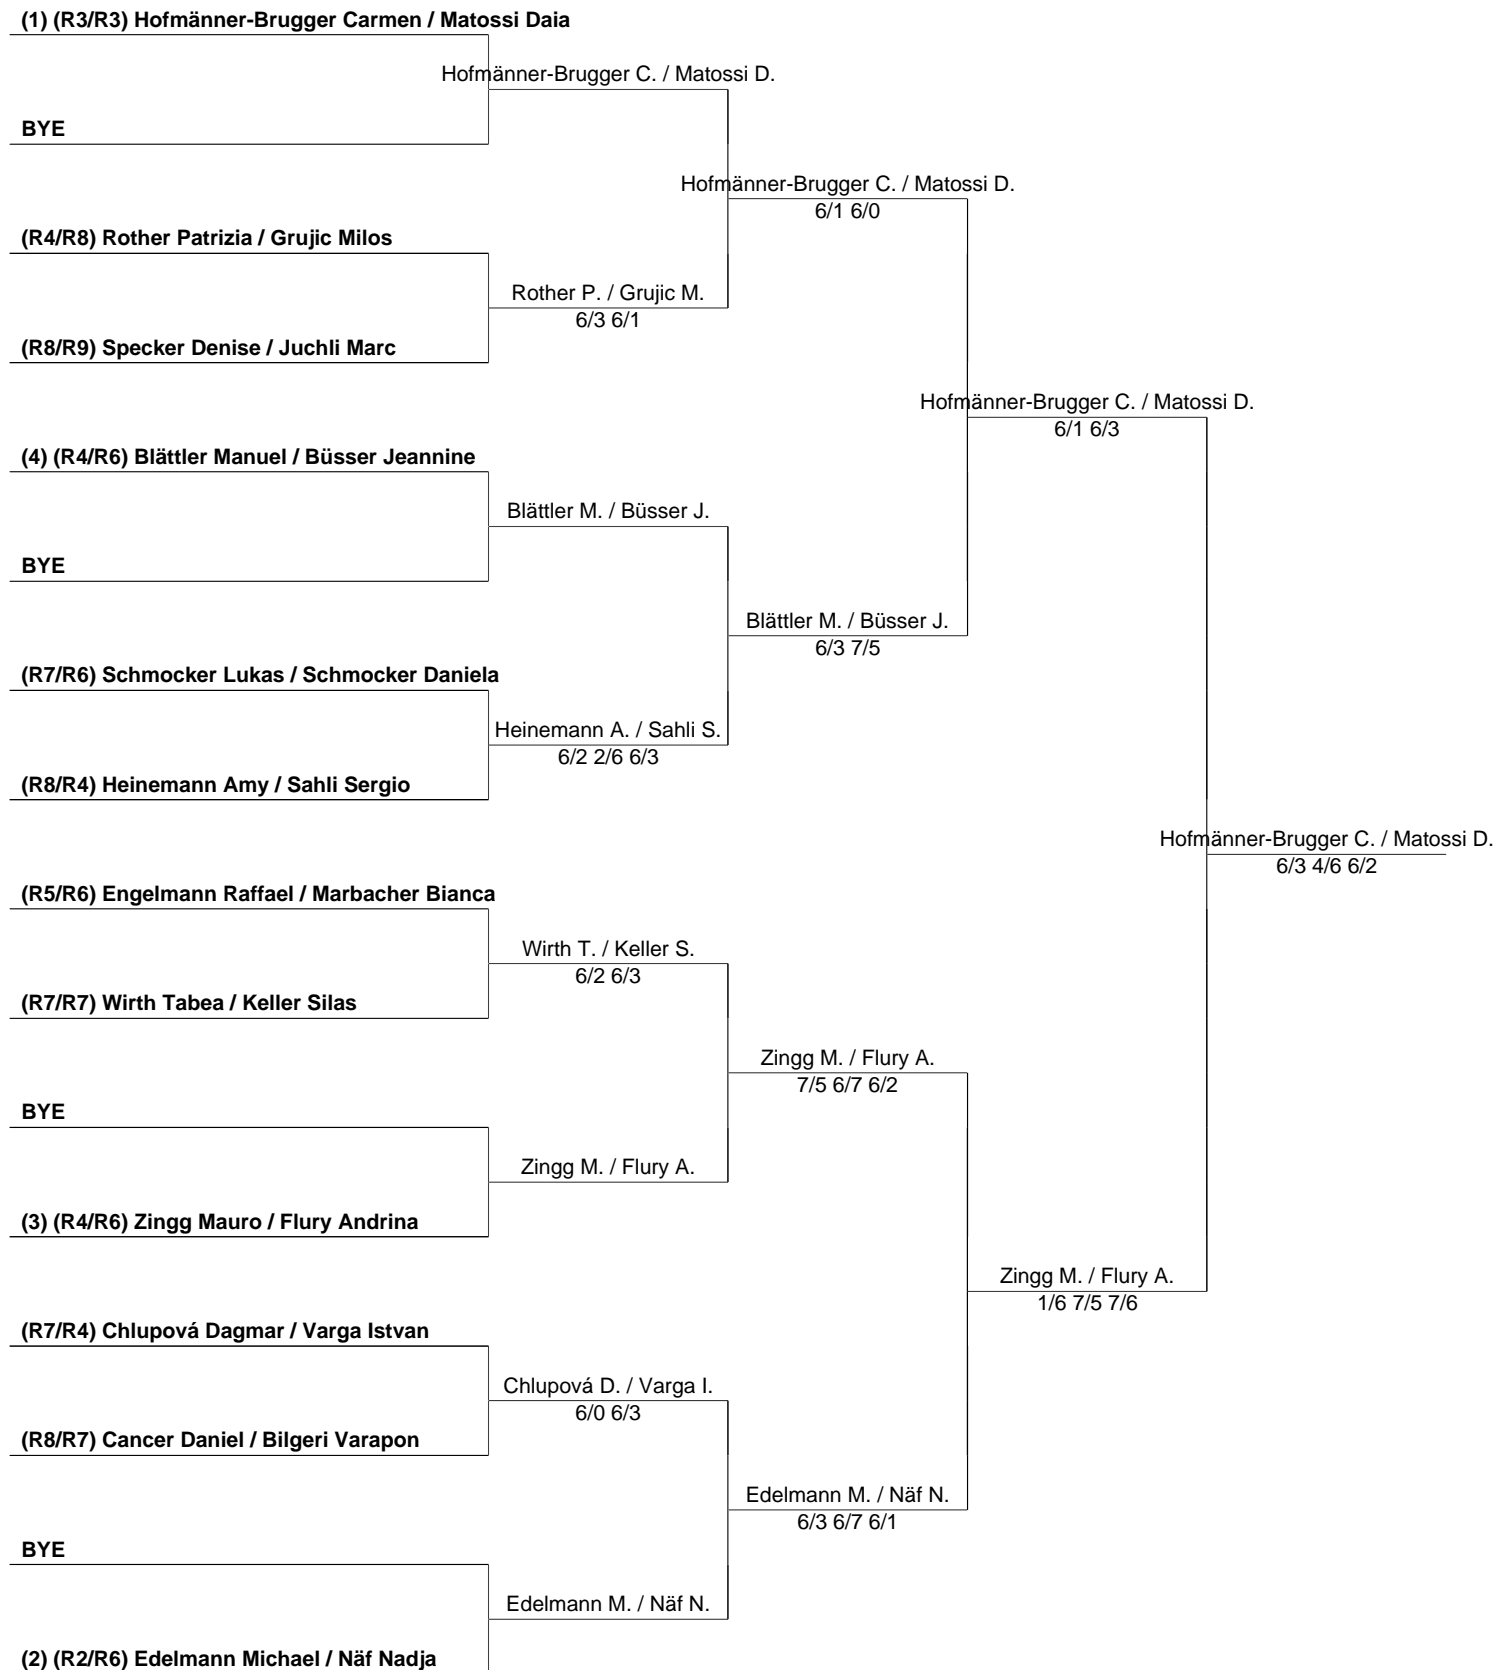 (1) (R3/R3) Hofmänner-Brugger Carmen / Matossi Daia
Hofmänner-Brugger C. / Matossi D.
BYE
Hofmänner-Brugger C. / Matossi D.
6/1 6/0
(R4/R8) Rother Patrizia / Grujic Milos
Rother P. / Grujic M.
6/3 6/1
(R8/R9) Specker Denise / Juchli Marc
Hofmänner-Brugger C. / Matossi D.
6/1 6/3
(4) (R4/R6) Blättler Manuel / Büsser Jeannine
Blättler M. / Büsser J.
BYE
Blättler M. / Büsser J.
6/3 7/5
(R7/R6) Schmocker Lukas / Schmocker Daniela
Heinemann A. / Sahli S.
6/2 2/6 6/3
(R8/R4) Heinemann Amy / Sahli Sergio
Hofmänner-Brugger C. / Matossi D.
6/3 4/6 6/2
(R5/R6) Engelmann Raffael / Marbacher Bianca
Wirth T. / Keller S.
6/2 6/3
(R7/R7) Wirth Tabea / Keller Silas
Zingg M. / Flury A.
7/5 6/7 6/2
BYE
Zingg M. / Flury A.
(3) (R4/R6) Zingg Mauro / Flury Andrina
Zingg M. / Flury A.
1/6 7/5 7/6
(R7/R4) Chlupová Dagmar / Varga Istvan
Chlupová D. / Varga I.
6/0 6/3
(R8/R7) Cancer Daniel / Bilgeri Varapon
Edelmann M. / Näf N.
6/3 6/7 6/1
BYE
Edelmann M. / Näf N.
(2) (R2/R6) Edelmann Michael / Näf Nadja